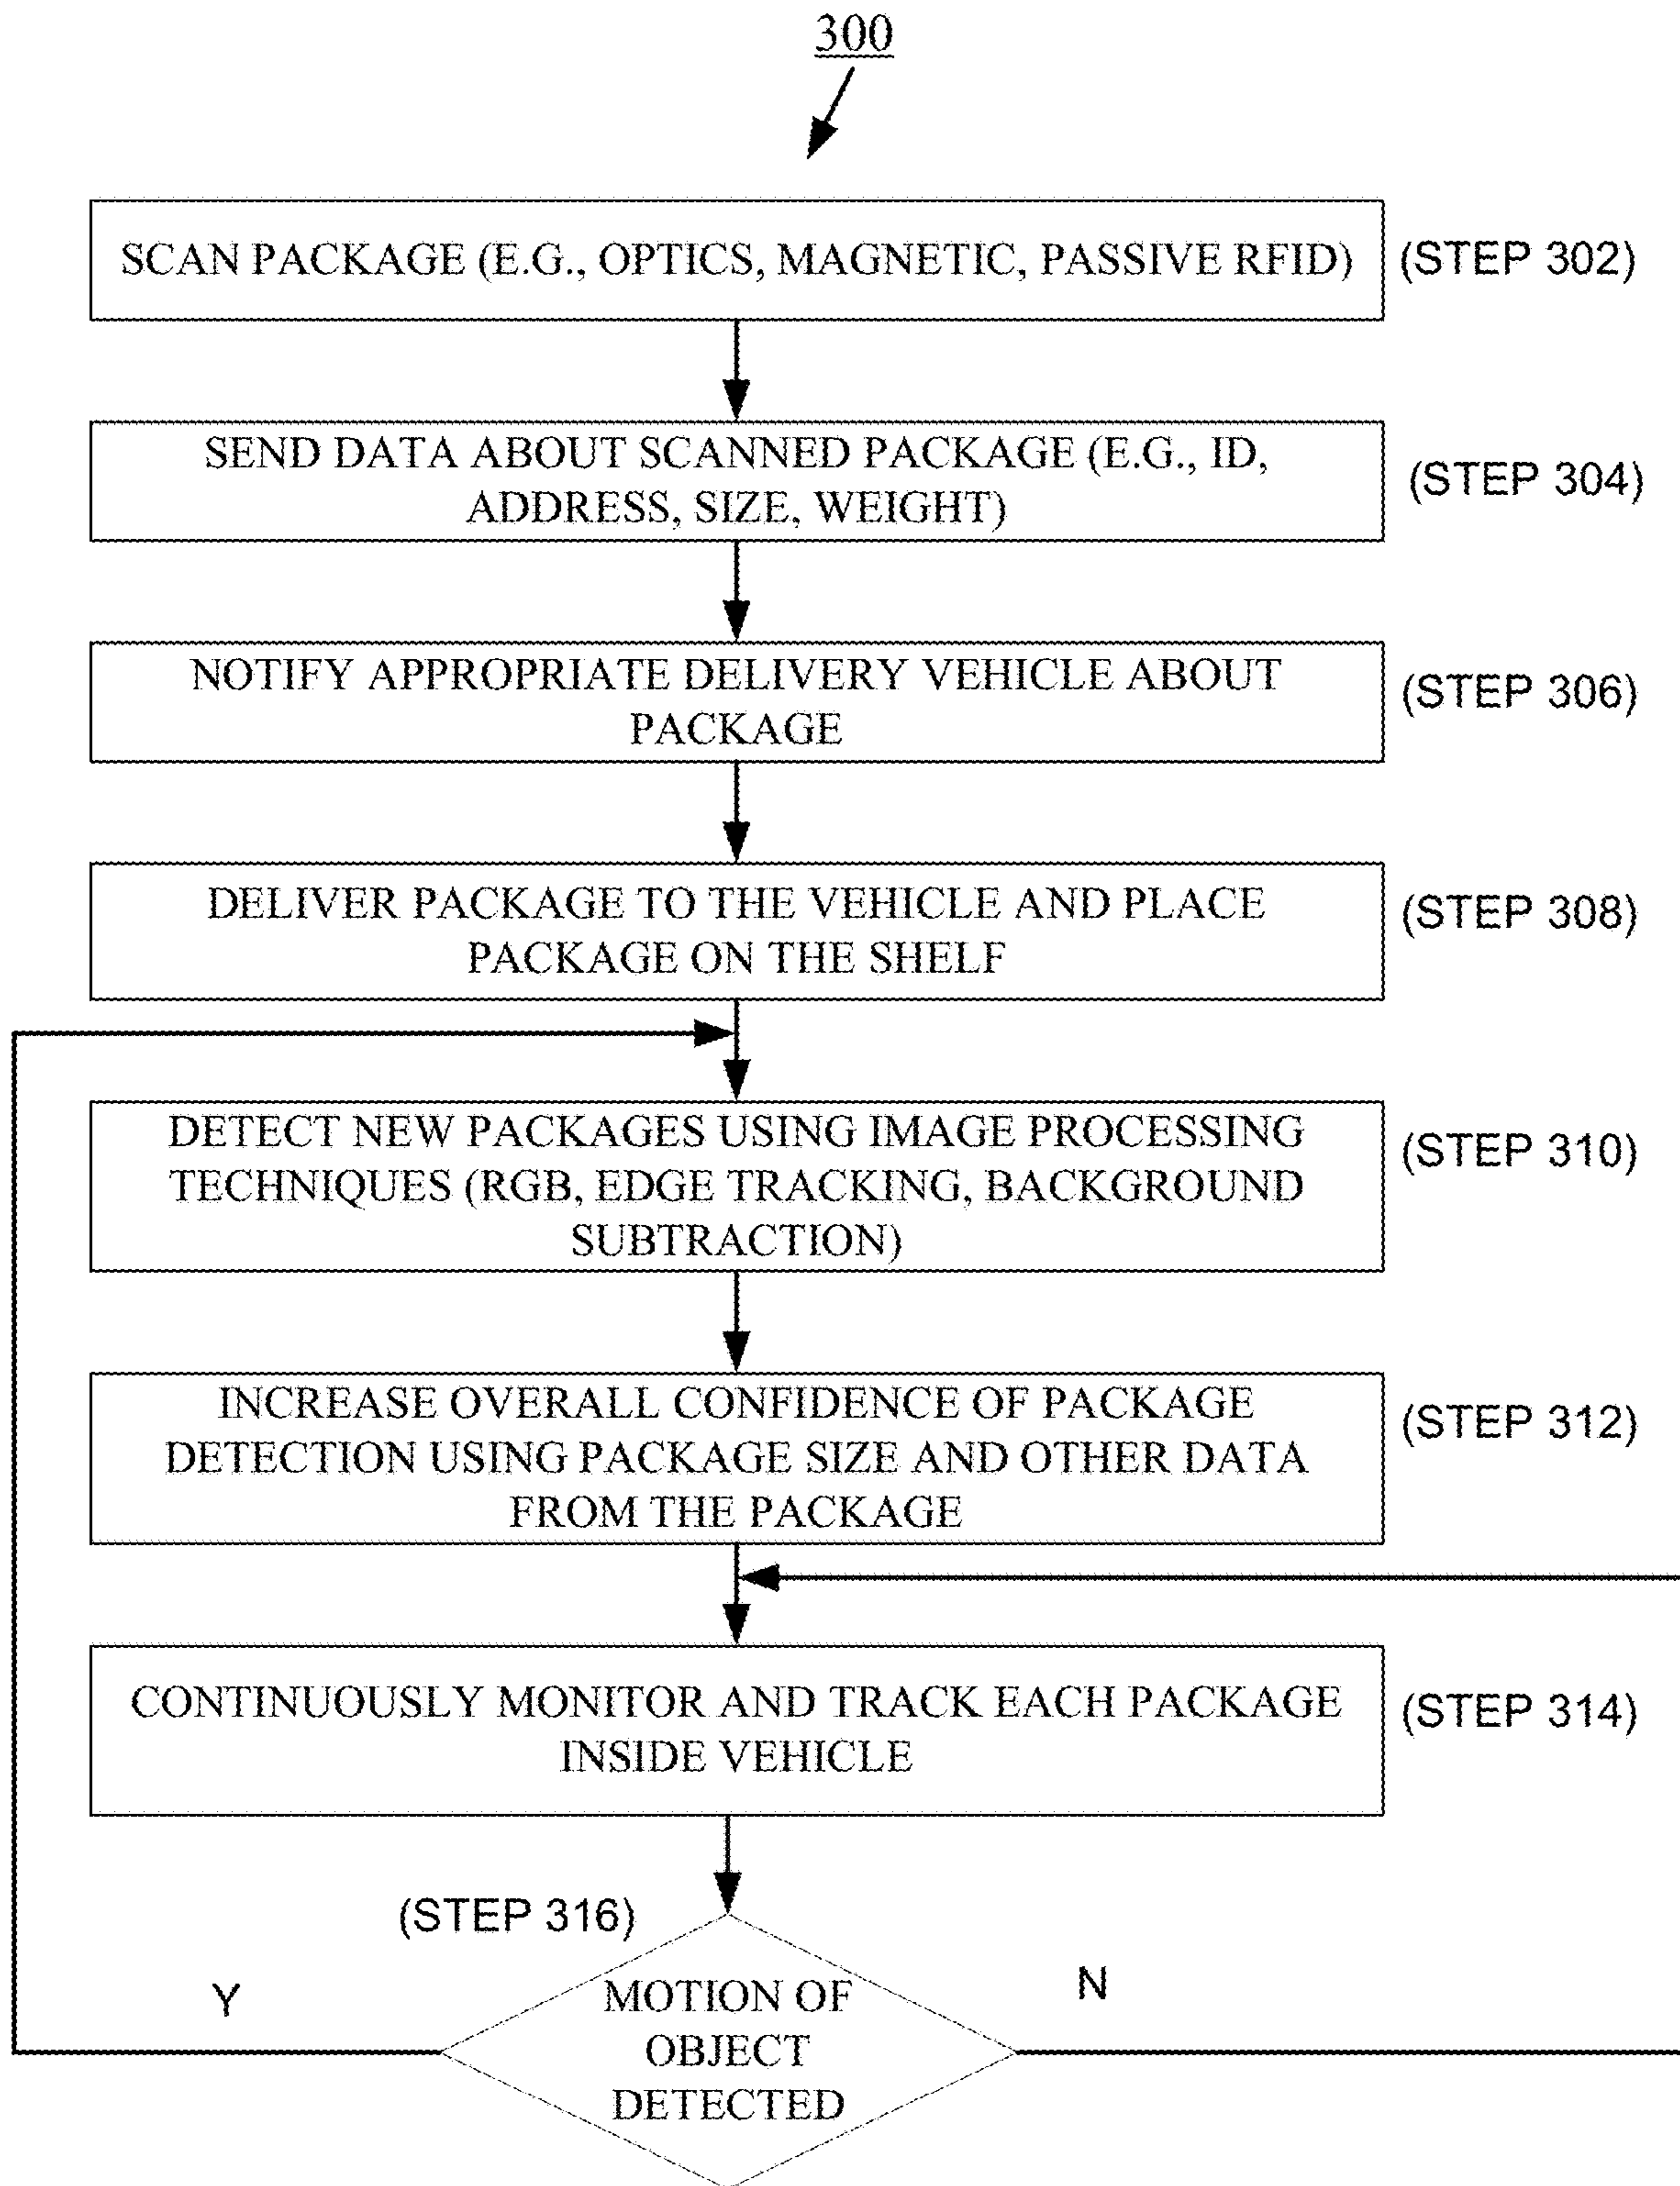 300
SCAN PACKAGE (E.G., OPTICS, MAGNETIC, PASSIVE RFID)
(STEP 302)
SEND DATA ABOUT SCANNED PACKAGE (E.G., ID,
ADDRESS, SIZE, WEIGHT)
(STEP 304)
NOTIFY APPROPRIATE DELIVERY VEHICLE ABOUT
PACKAGE
(STEP 306)
DELIVER PACKAGE TO THE VEHICLE AND PLACE
PACKAGE ON THE SHELF
(STEP 308)
DETECT NEW PACKAGES USING IMAGE PROCESSING
TECHNIQUES (RGB, EDGE TRACKING, BACKGROUND
SUBTRACTION)
(STEP 310)
INCREASE OVERALL CONFIDENCE OF PACKAGE
DETECTION USING PACKAGE SIZE AND OTHER DATA
FROM THE PACKAGE
(STEP 312)
CONTINUOUSLY MONITOR AND TRACK EACH PACKAGE
INSIDE VEHICLE
(STEP 314)
(STEP 316)
Y
MOTION OF
OBJECT
DETECTED
N